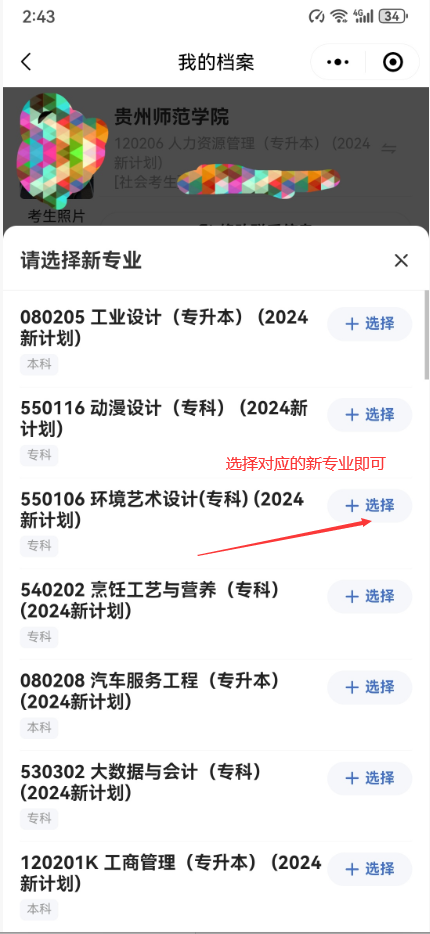 2:43
4G
34
我的档案
贵州师范学院
120206 人力资源管理（专升本）(2024
新计划)
[社会考生
考生照片
请选择新专业
080205 工业设计（专升本）(2024
新计划)
+ 选择
本科
550116 动漫设计（专科） (2024新
计划)
+ 选择
专科
选择对应的新专业即可
550106 环境艺术设计(专科) (2024
新计划)
+ 选择
专科
540202 烹饪工艺与营养（专科）
(2024新计划)
+ 选择
专科
080208 汽车服务工程（专升本）
(2024新计划)
+ 选择
本科
530302 大数据与会计（专科）
(2024新计划)
+ 选择
专科
120201K 工商管理（专升本） (2024
新计划)
+ 选择
本科